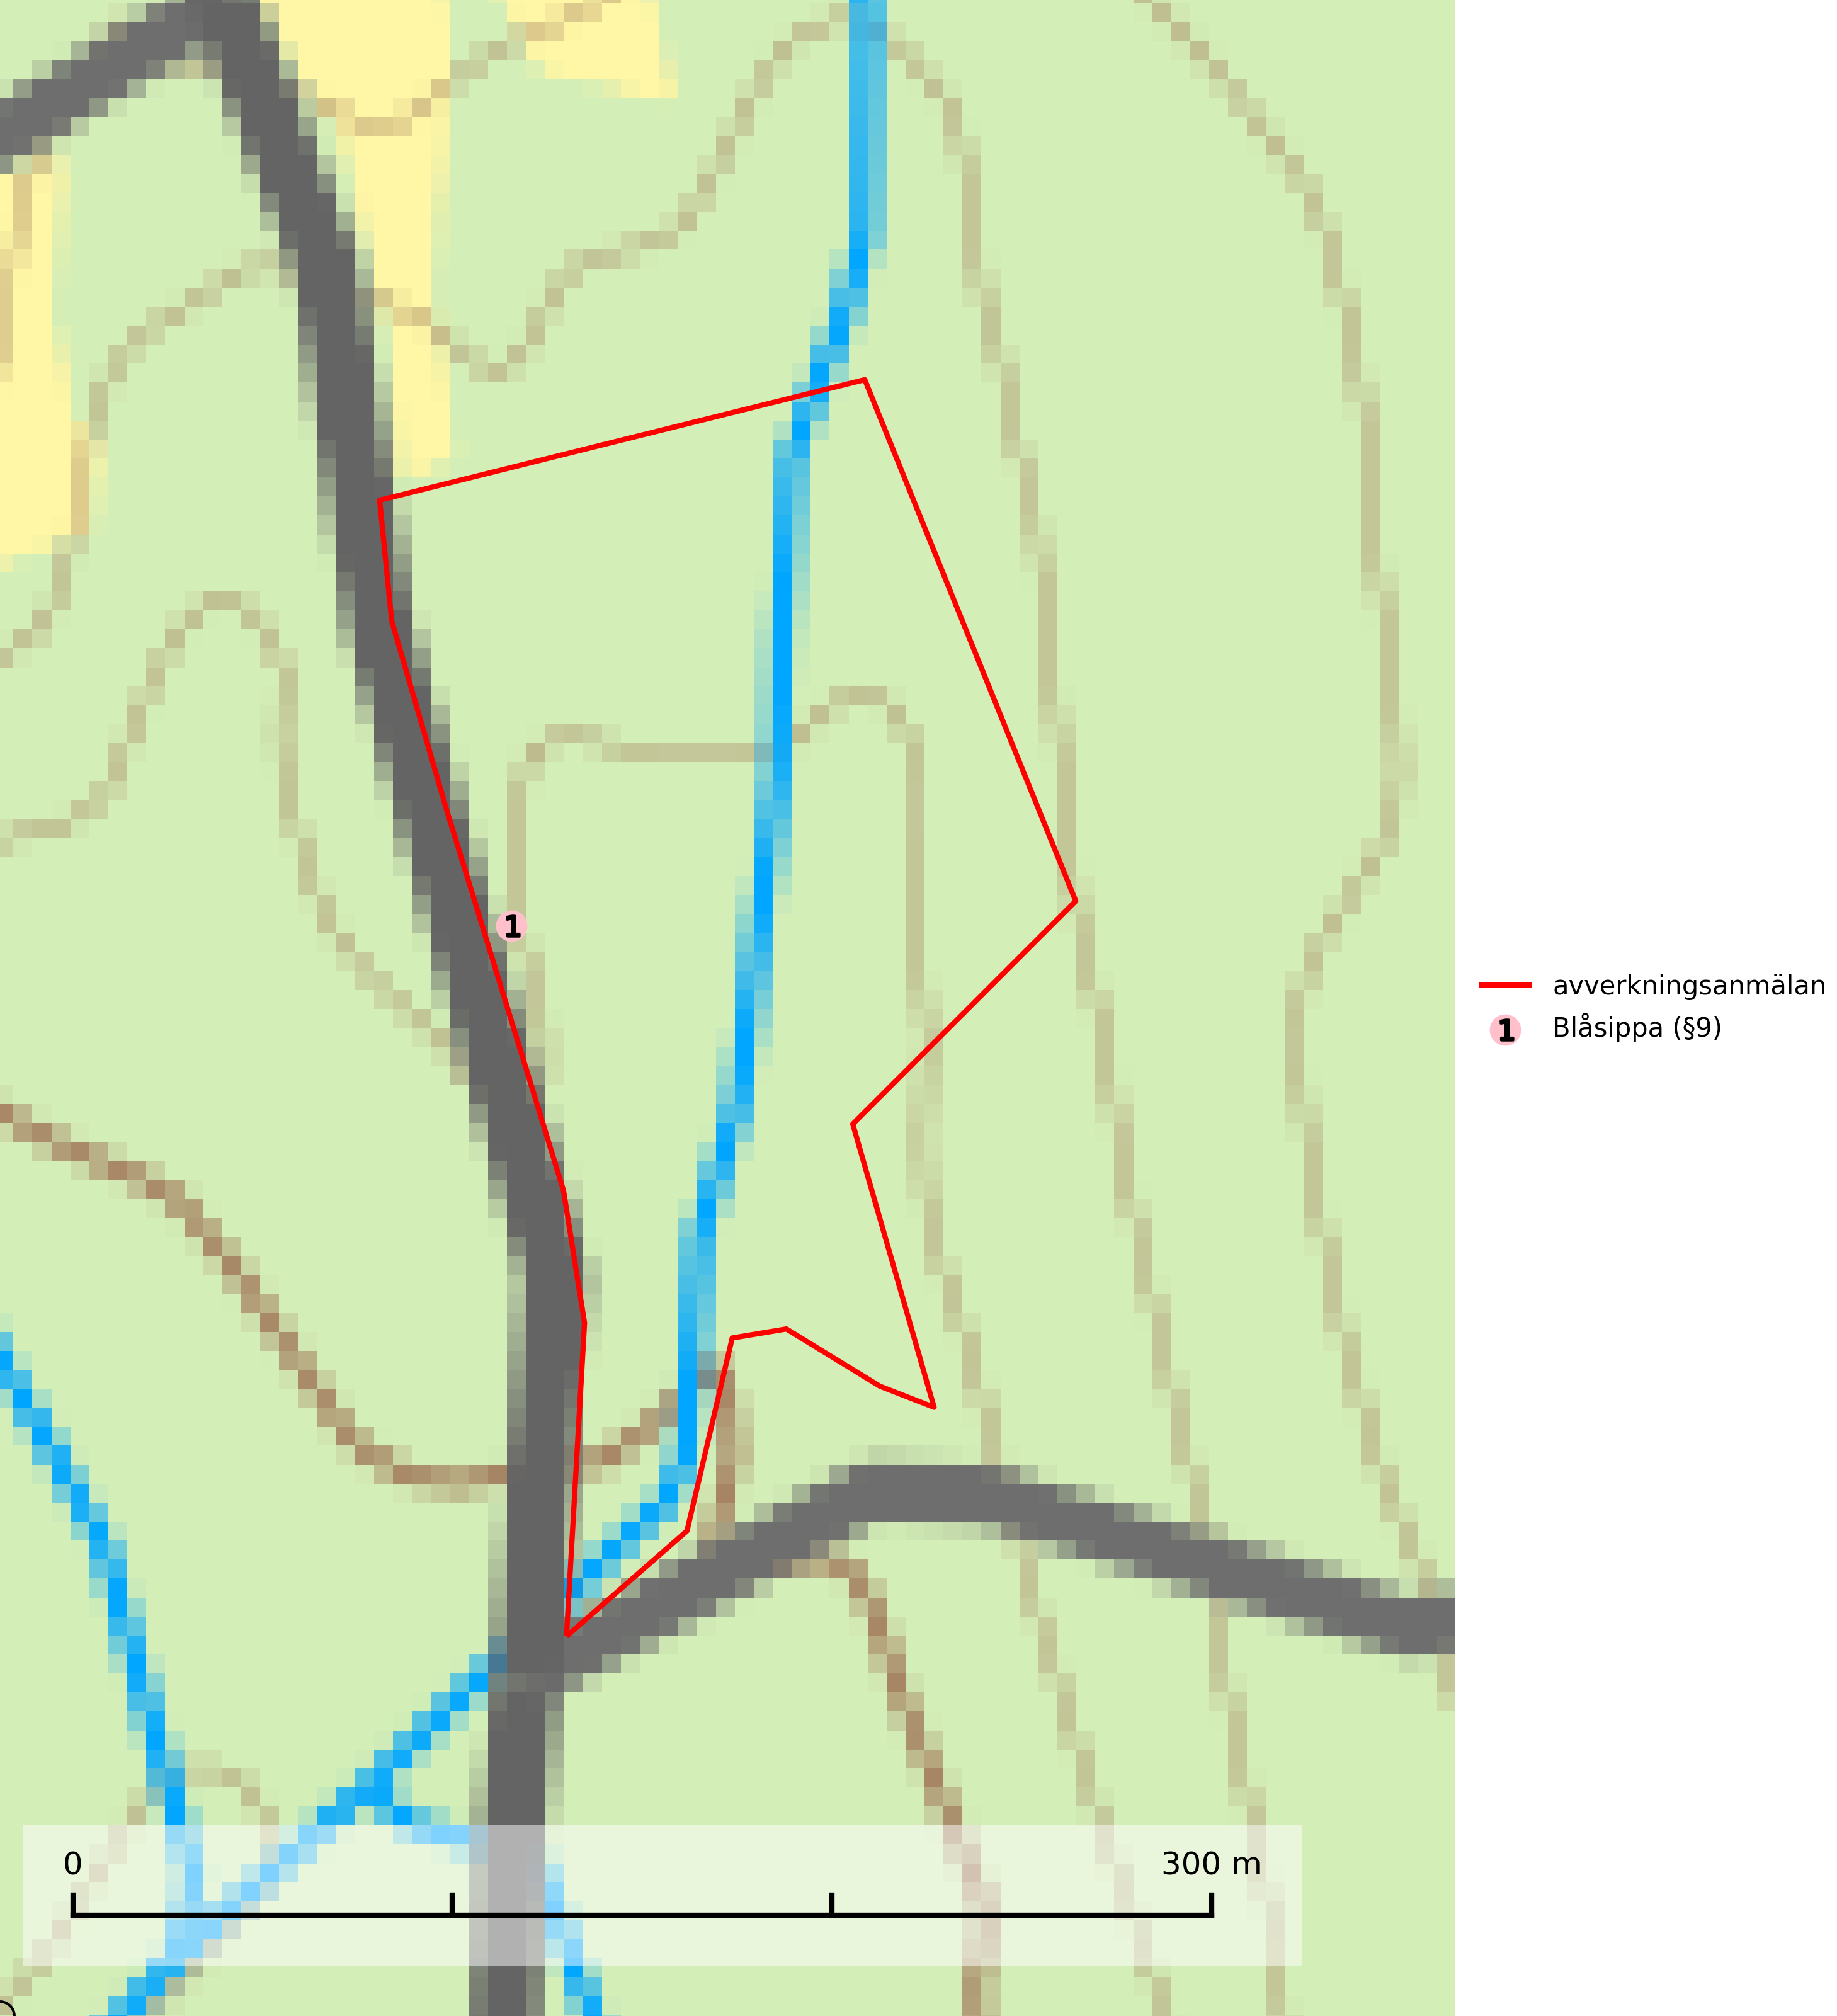 1
avverkningsanmälan
1 Blåsippa (§9)
0 300 m